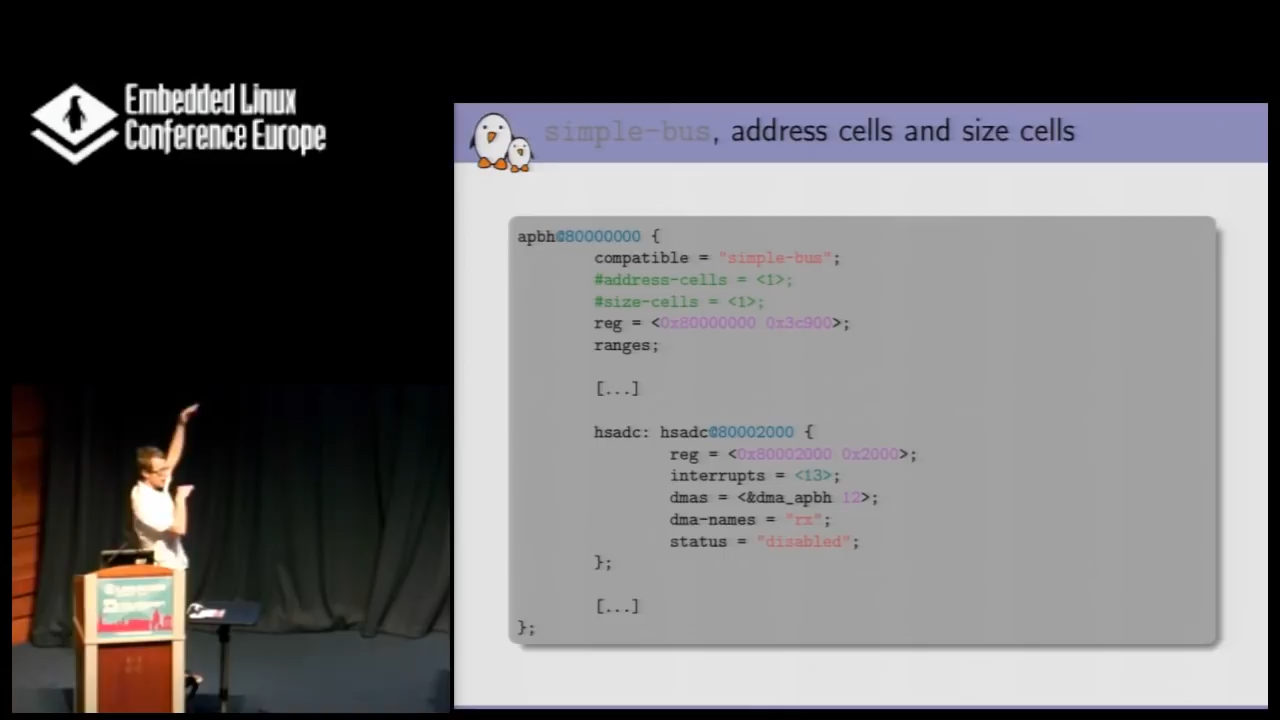 Embedded Linux
Conference Europe
simple-bus, address cells and size cells
apbh@80000000 {
compatible = "simple-bus";
#address-cells = <1>;
#size-cells = <1>;
reg = <0x80000000 0x3c900>;
ranges;
[...]
hsadc: hsadc@80002000 {
reg = <0x80002000 0x2000>;
interrupts = <13>;
dmas = <&dma_apbh 12>;
dma-names = "rx";
status = "disabled";
};
[...]
};